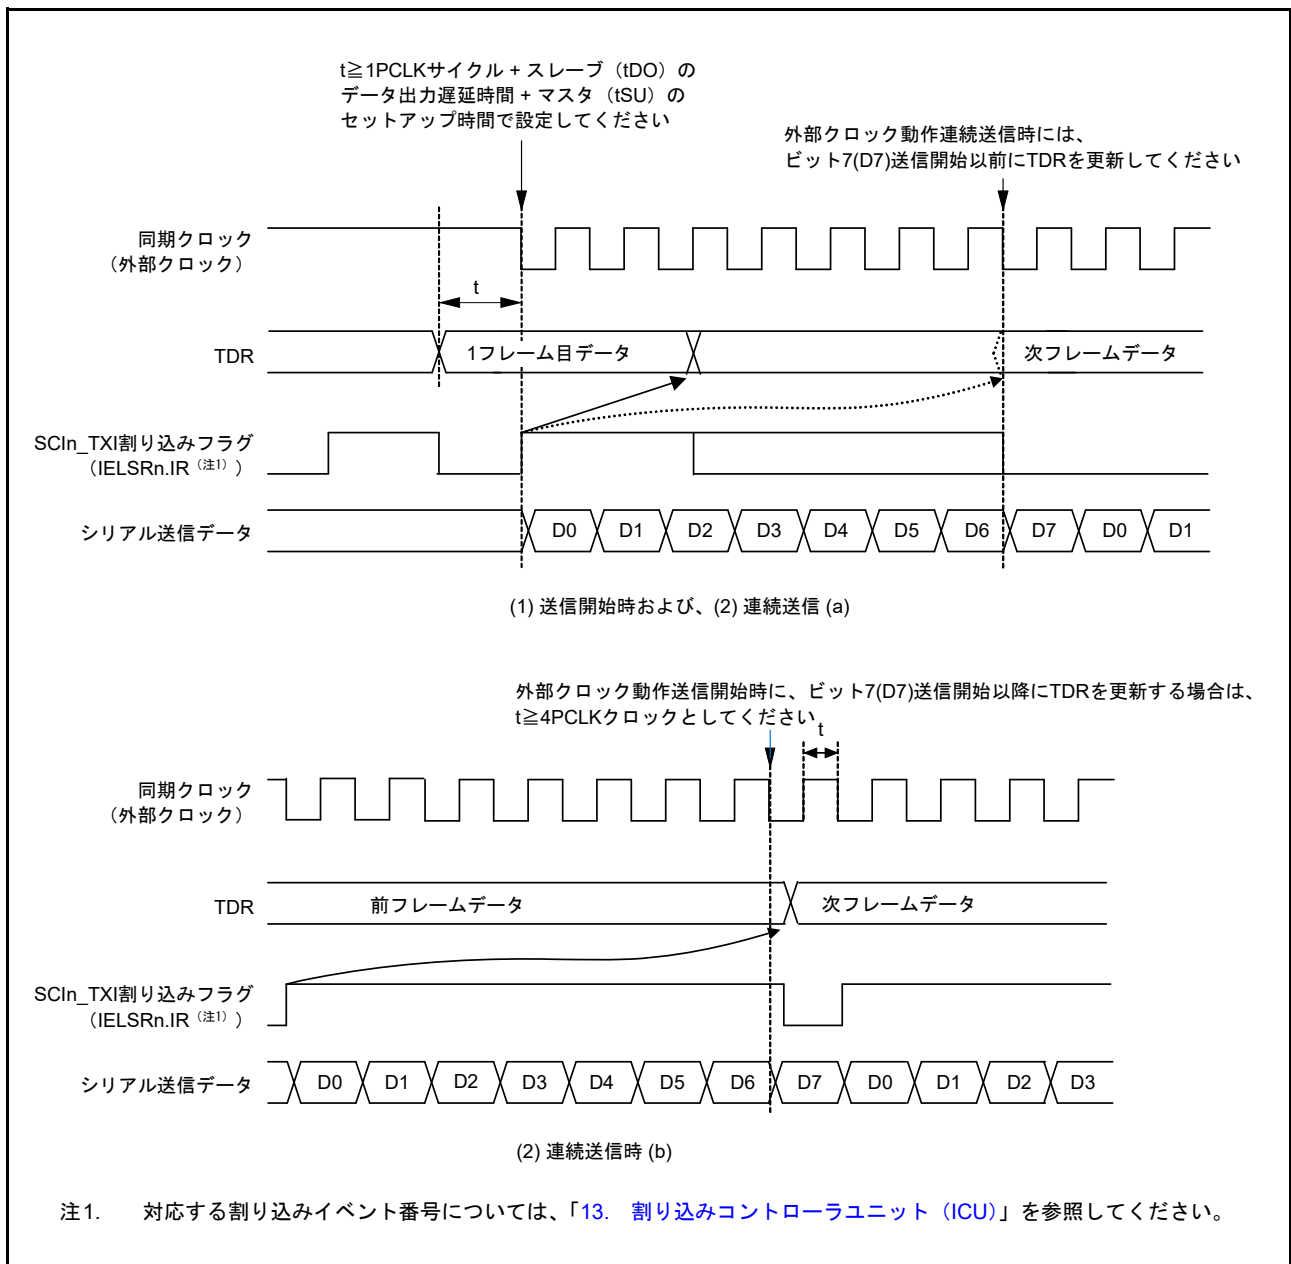 t≧1PCLKサイクル + スレーブ（tDO）の
データ出力遅延時間 + マスタ（tSU）の
セットアップ時間で設定してください
外部クロック動作連続送信時には、
ビット7(D7)送信開始以前にTDRを更新してください
同期クロック
（外部クロック）
t
TDR
1フレーム目データ
次フレームデータ
SCIn_TXI割り込みフラグ
（IELSRn.IR（注1））
シリアル送信データ
D0 D1 D2 D3 D4 D5 D6 D7 D0 D1
(1) 送信開始時および、(2) 連続送信 (a)
外部クロック動作送信開始時に、ビット7(D7)送信開始以降にTDRを更新する場合は、
t≧4PCLKクロックとしてください
t
同期クロック
（外部クロック）
TDR
前フレームデータ
次フレームデータ
SCIn_TXI割り込みフラグ
（IELSRn.IR（注1））
シリアル送信データ
D0 D1 D2 D3 D4 D5 D6 D7 D0 D1 D2 D3
(2) 連続送信時 (b)
注1. 対応する割り込みイベント番号については、「13. 割り込みコントローラユニット（ICU）」を参照してください。